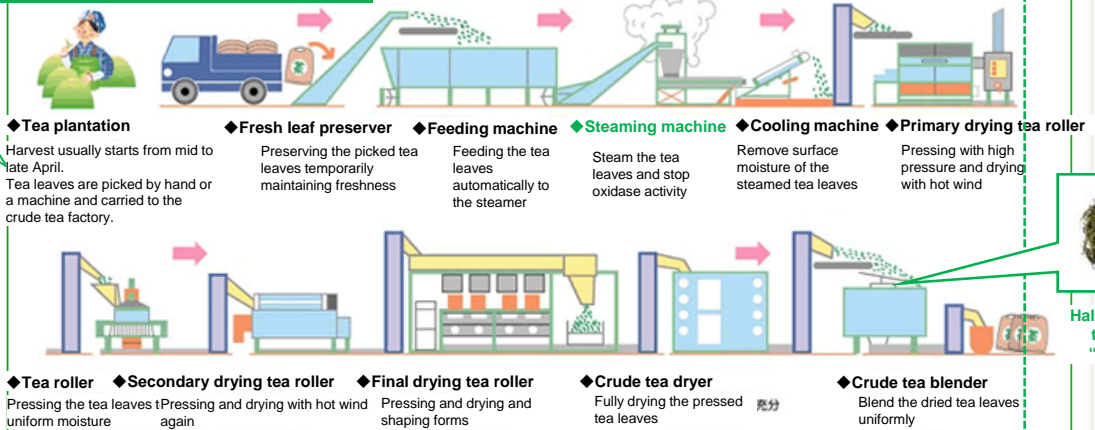 ◆Tea plantation
Harvest usually starts from mid to
late April.
Tea leaves are picked by hand or
a machine and carried to the
crude tea factory.
◆Fresh leaf preserver
Preserving the picked tea
leaves temporarily
maintaining freshness
◆Feeding machine
Feeding the tea
leaves
automatically to
the steamer
◆Steaming machine
Steam the tea
leaves and stop
oxidase activity
◆Cooling machine
Remove surface
moisture of the
steamed tea leaves
◆Primary drying tea roller
Pressing with high
pressure and drying
with hot wind
茶
◆Tea roller
Pressing the tea leaves t
uniform moisture
◆Secondary drying tea roller
Pressing and drying with hot wind
again
◆Final drying tea roller
Pressing and drying and
shaping forms
◆Crude tea dryer
Fully drying the pressed
tea leaves
充分
◆Crude tea blender
Blend the dried tea leaves
uniformly
茶
Hal
t
“